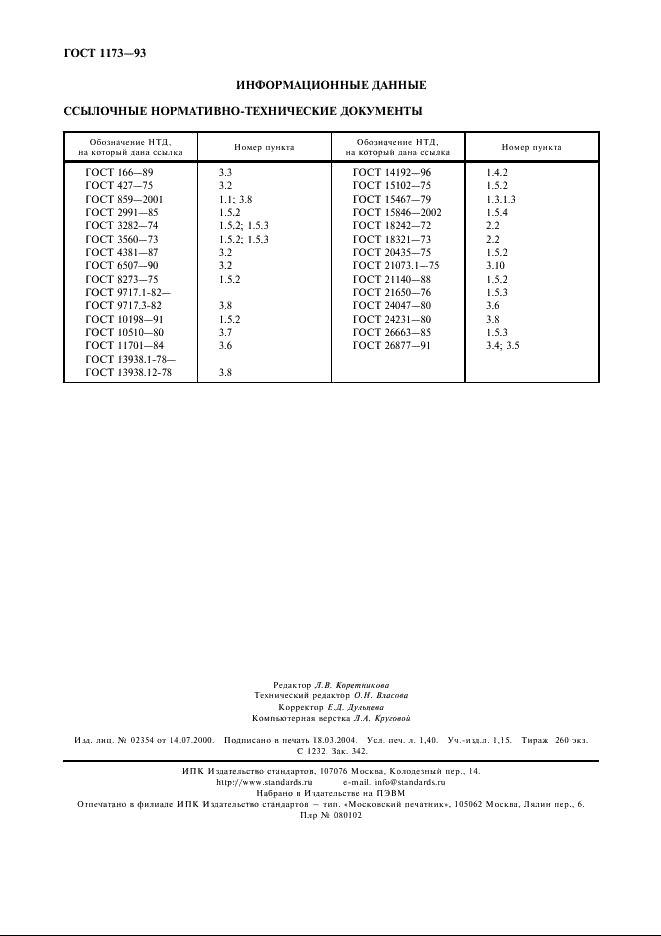 ГОСТ 1173—93
ИНФОРМАЦИОННЫЕ ДАННЫЕ
ССЫЛОЧНЫЕ НОРМАТИВНО-ТЕХНИЧЕСКИЕ ДОКУМЕНТЫ
Обозначение НТД, на который дана ссылка | Номер пункта | Обозначение НТД, на который дана ссылка | Номер пункта
ГОСТ 166—89 3.3 ГОСТ 14192—96 1.4.2
ГОСТ 427—75 3.2 ГОСТ 15102—75 1.5.2
ГОСТ 859—2001 1.1; 3.8 ГОСТ 15467—79 1.3.1.3
ГОСТ 2991—85 1.5.2 ГОСТ 15846—2002 1.5.4
ГОСТ 3282—74 1.5.2; 1.5.3 ГОСТ 18242—72 2.2
ГОСТ 3560—73 1.5.2; 1.5.3 ГОСТ 18321—73 2.2
ГОСТ 4381—87 3.2 ГОСТ 20435—75 1.5.2
ГОСТ 6507—90 3.2 ГОСТ 21073.1—75 3.10
ГОСТ 8273—75 1.5.2 ГОСТ 21140—88 1.5.2
ГОСТ 9717.1-82— ГОСТ 21650—76 1.5.3
ГОСТ 9717.3-82 3.8 ГОСТ 24047—80 3.6
ГОСТ 10198—91 1.5.2 ГОСТ 24231—80 3.8
ГОСТ 10510—80 3.7 ГОСТ 26663—85 1.5.3
ГОСТ 11701—84 3.6 ГОСТ 26877—91 3.4; 3.5
ГОСТ 13938.1-78—
ГОСТ 13938.12-78 3.8
Редактор Л.В. Коретникова
Технический редактор О.Н. Власова
Корректор Е.Д. Дульнева
Компьютерная верстка Л.А. Круговой
Изд. лиц. № 02354 от 14.07.2000. Подписано в печать 18.03.2004. Усл. печ. л. 1,40. Уч.-изд.л. 1,15. Тираж 260 экз.
С 1232. Зак. 342.
ИПК Издательство стандартов, 107076 Москва, Колодезный пер., 14.
http://www.standards.ru e-mail. info@standards.ru
Набрано в Издательстве на ПЭВМ
Отпечатано в филиале ИПК Издательство стандартов — тип. «Московский печатник», 105062 Москва, Лялин пер., 6.
Плр № 080102